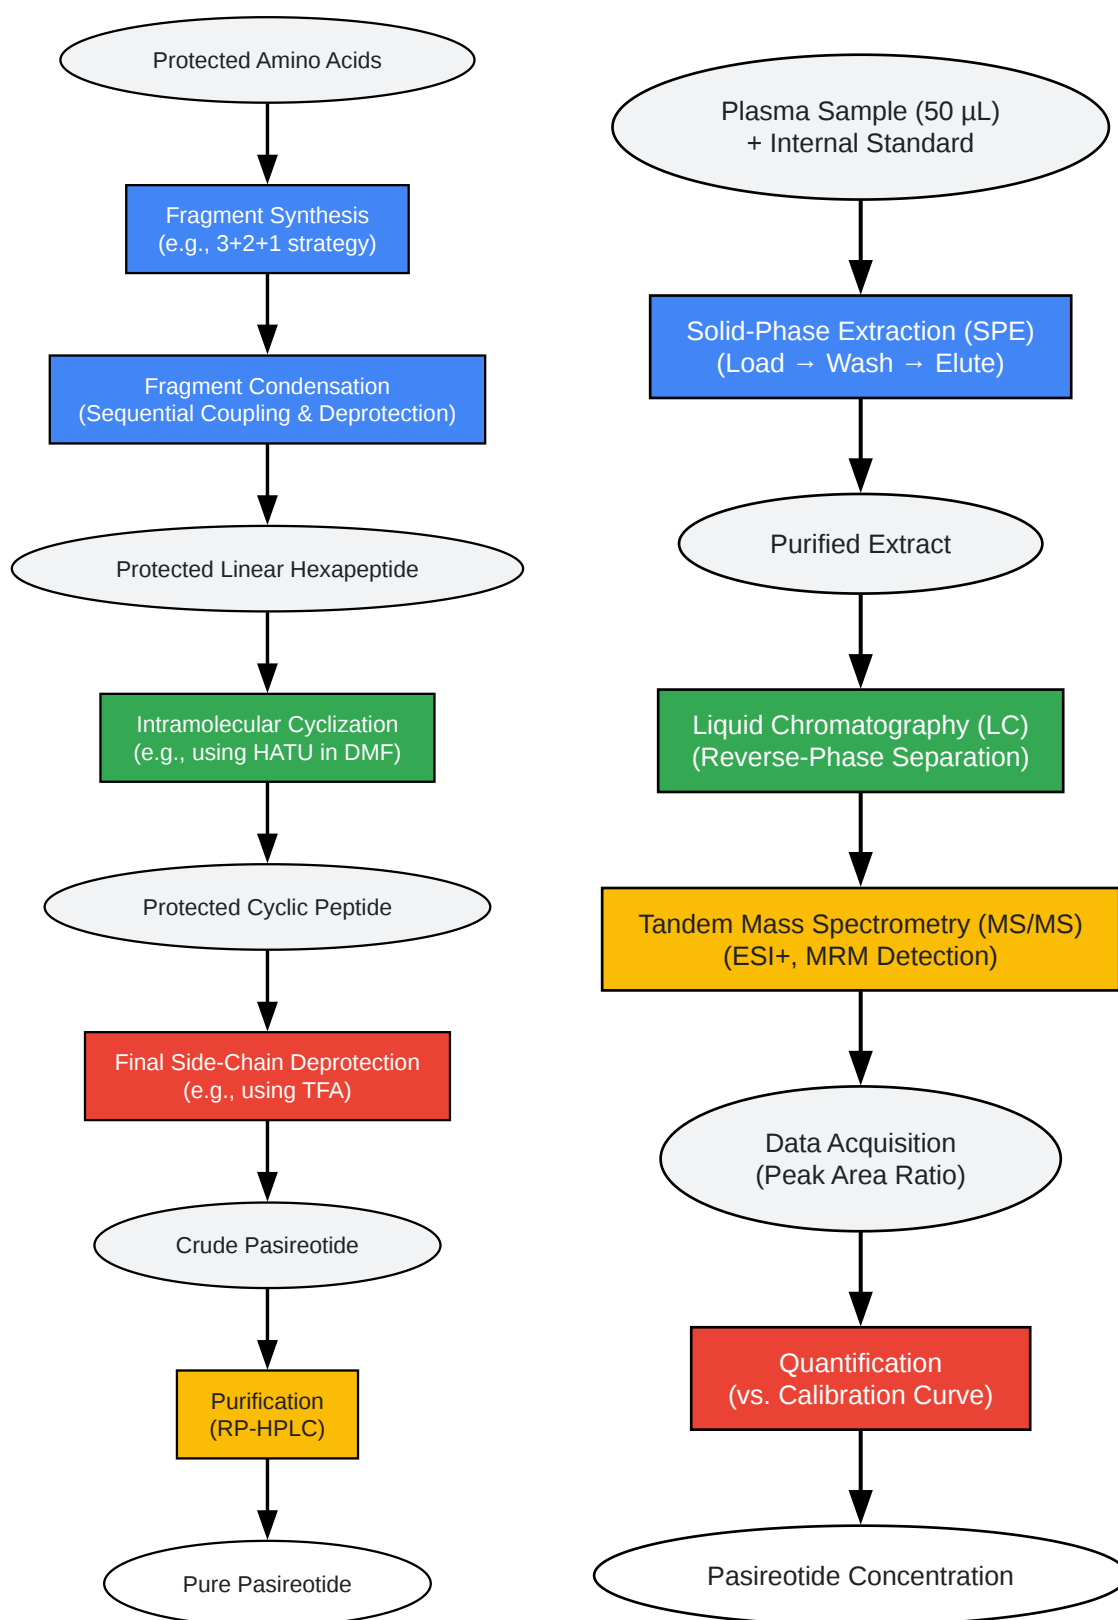 Protected Amino Acids
Fragment Synthesis
(e.g., 3+2+1 strategy)
Fragment Condensation
(Sequential Coupling & Deprotection)
Protected Linear Hexapeptide
Intramolecular Cyclization
(e.g., using HATU in DMF)
Protected Cyclic Peptide
Final Side-Chain Deprotection
(e.g., using TFA)
Crude Pasireotide
Purification
(RP-HPLC)
Pure Pasireotide
Plasma Sample (50 µL)
+ Internal Standard
Solid-Phase Extraction (SPE)
(Load → Wash → Elute)
Purified Extract
Liquid Chromatography (LC)
(Reverse-Phase Separation)
Tandem Mass Spectrometry (MS/MS)
(ESI+, MRM Detection)
Data Acquisition
(Peak Area Ratio)
Quantification
(vs. Calibration Curve)
Pasireotide Concentration